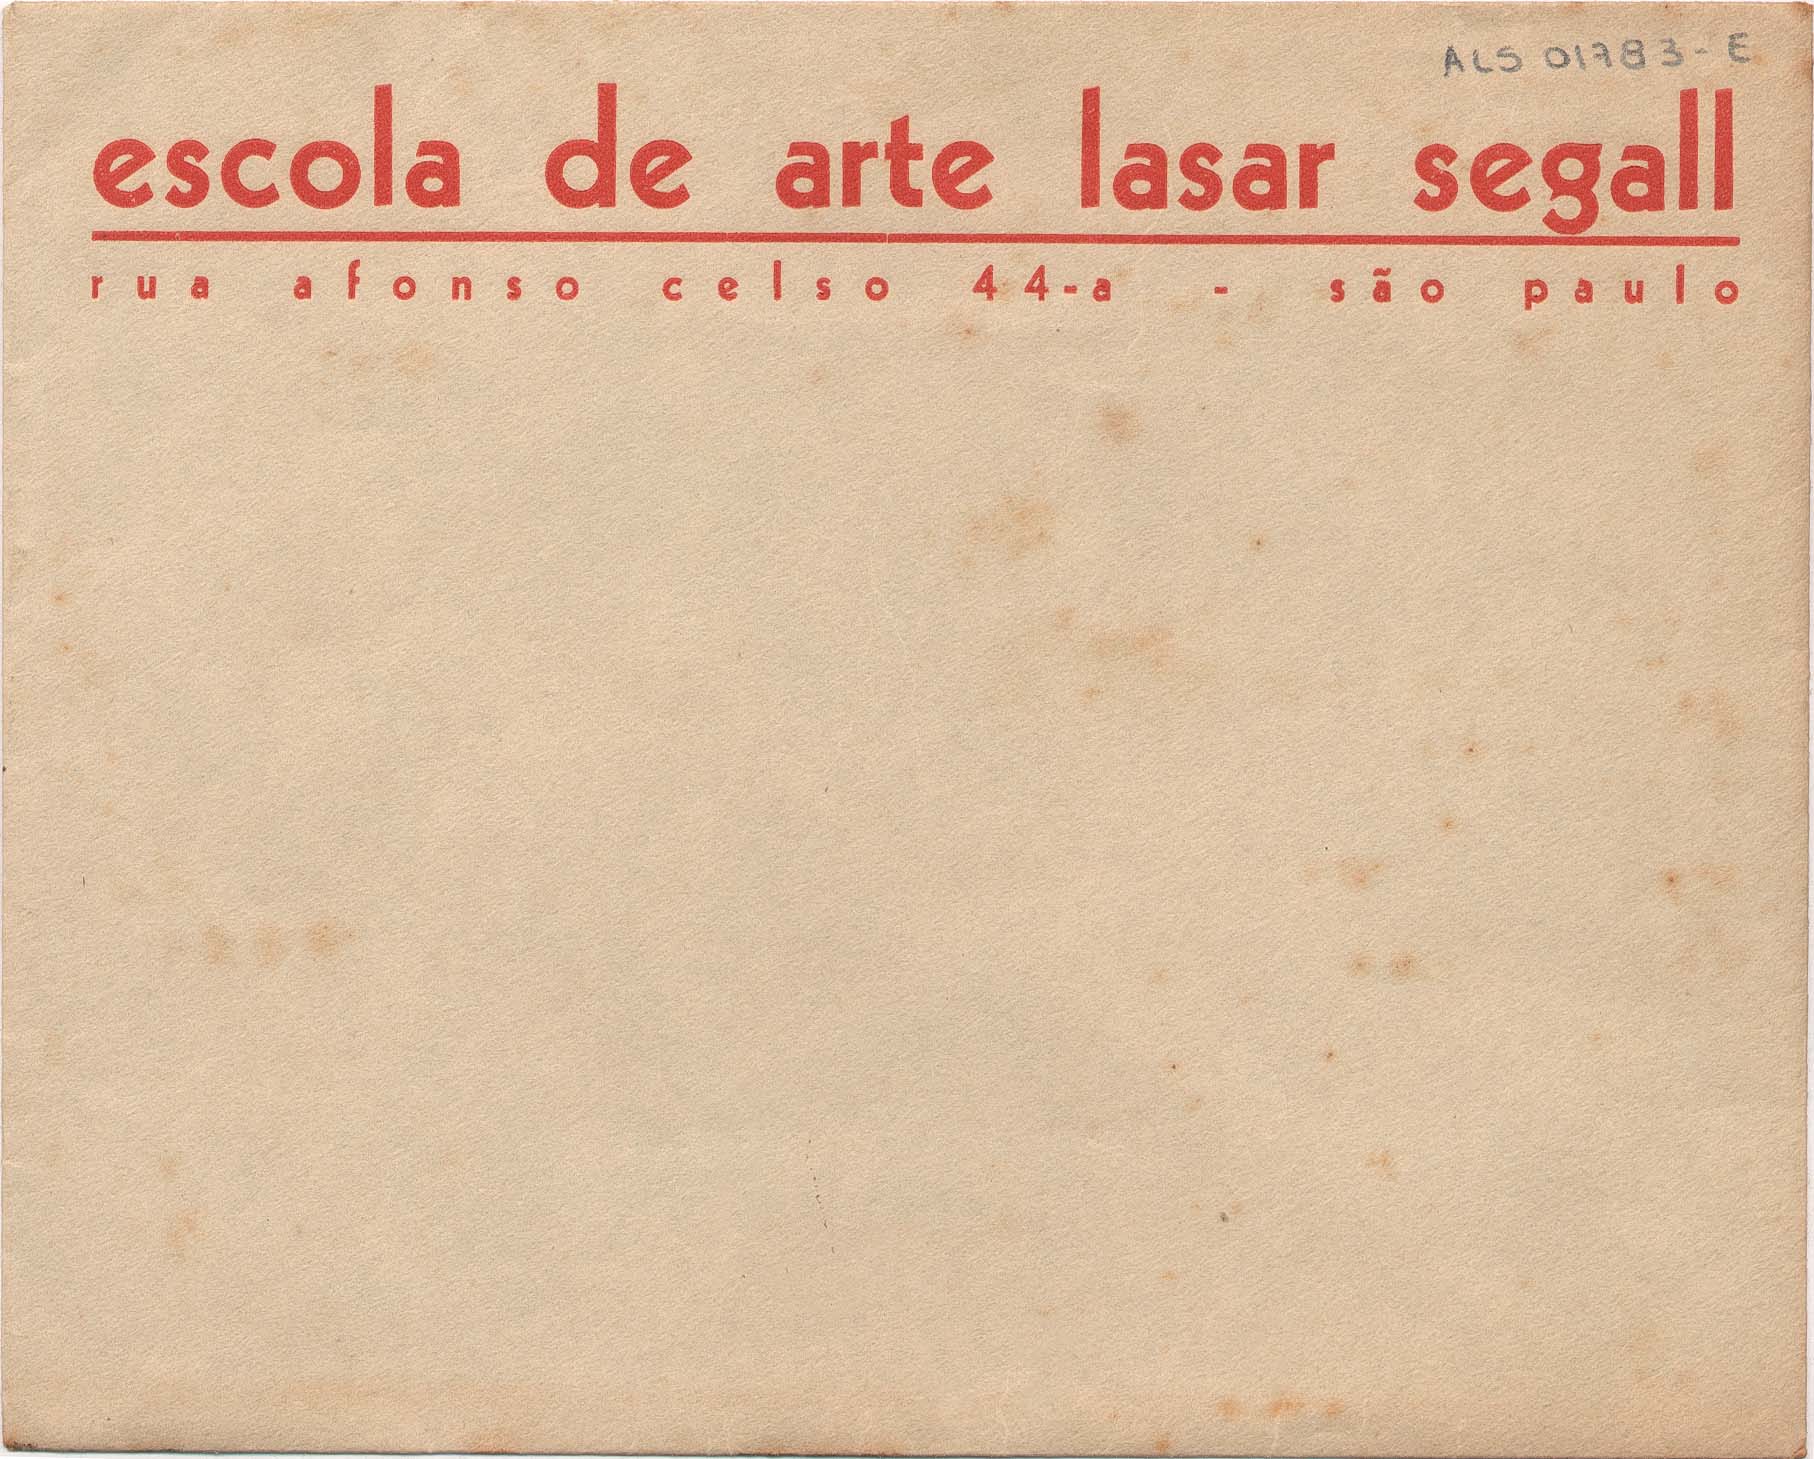 ALS 01783-E
escola de arte lasar segall
rua afonso celso 44-a - são paulo